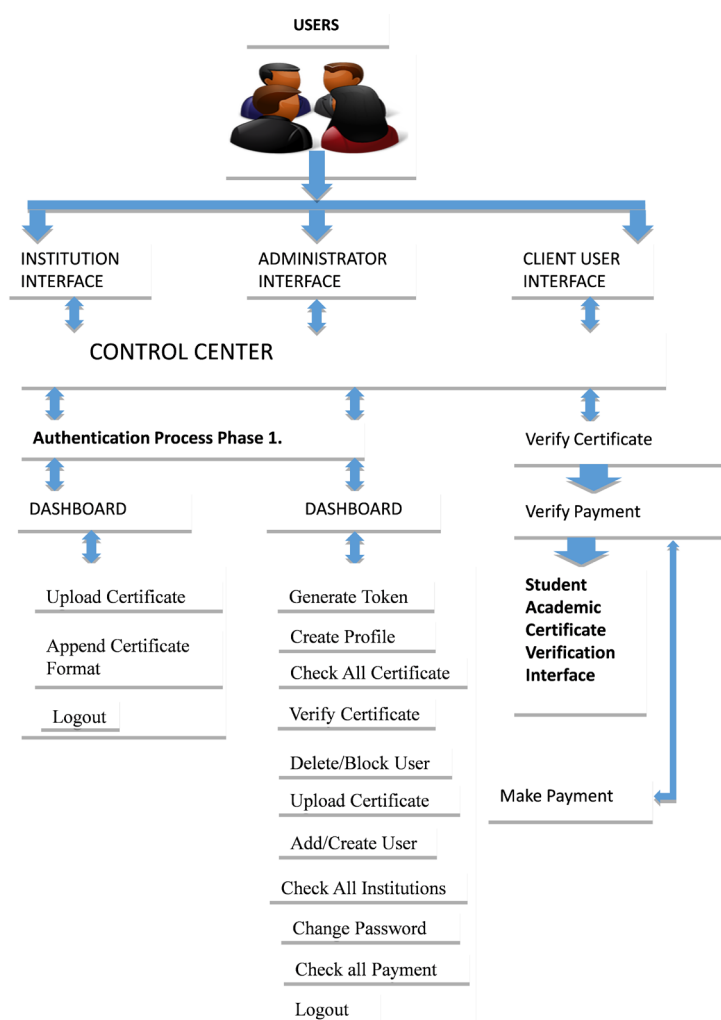 USERS
INSTITUTION
INTERFACE
ADMINISTRATOR
INTERFACE
CLIENT USER
INTERFACE
CONTROL CENTER
Authentication Process Phase 1.
DASHBOARD
Upload Certificate
Append Certificate
Format
Logout
DASHBOARD
Generate Token
Create Profile
Check All Certificate
Verify Certificate
Delete/Block User
Upload Certificate
Add/Create User
Check All Institutions
Change Password
Check all Payment
Logout
Verify Certificate
Verify Payment
Student
Academic
Certificate
Verification
Interface
Make Payment